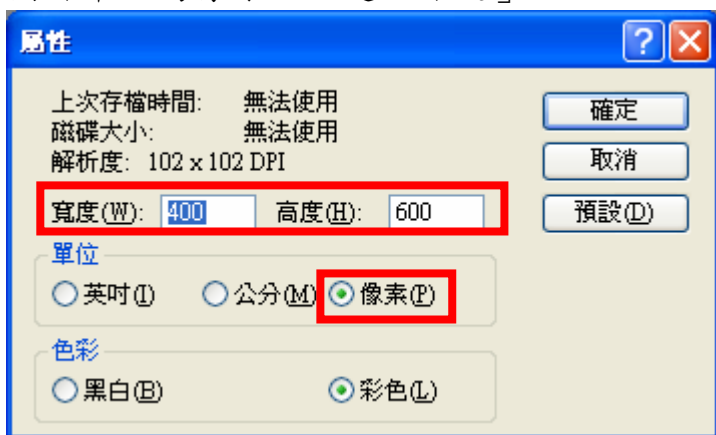 屬性
上次存檔時間: 無法使用
磁碟大小: 無法使用
解析度: 102 x 102 DPI
寬度(W): 400 高度(H): 600
單位
英吋(I) 公分(M) 像素(P)
色彩
黑白(B) 彩色(L)
確定
取消
預設(D)